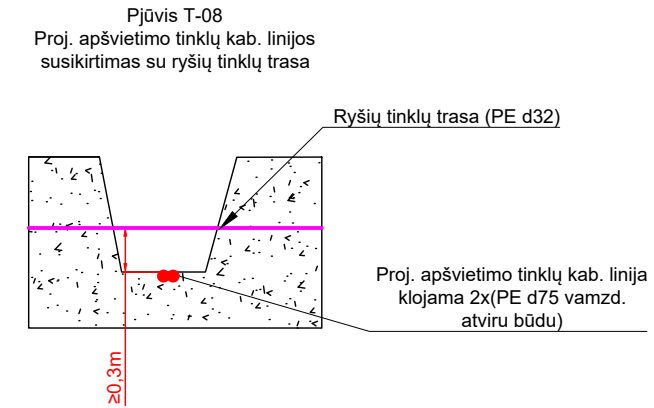 Pjūvis T-08
Proj. apšvietimo tinklų kab. linijos
susikirtimas su ryšių tinklų trasa
Ryšių tinklų trasa (PE d32)
Proj. apšvietimo tinklų kab. linija
klojama 2x(PE d75 vamzd.
atviru būdu)
≥0,3m